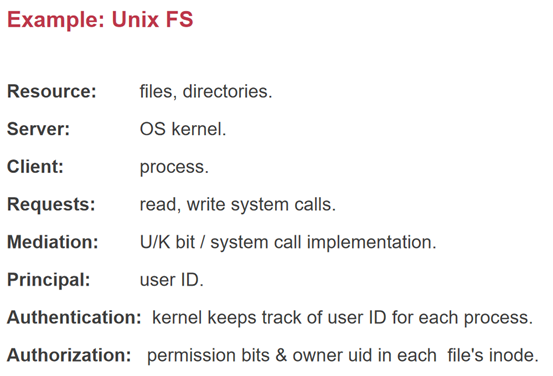 Example: Unix FS
Resource: files, directories.
Server: OS kernel.
Client: process.
Requests: read, write system calls.
Mediation: U/K bit / system call implementation.
Principal: user ID.
Authentication: kernel keeps track of user ID for each process.
Authorization: permission bits & owner uid in each file's inode.